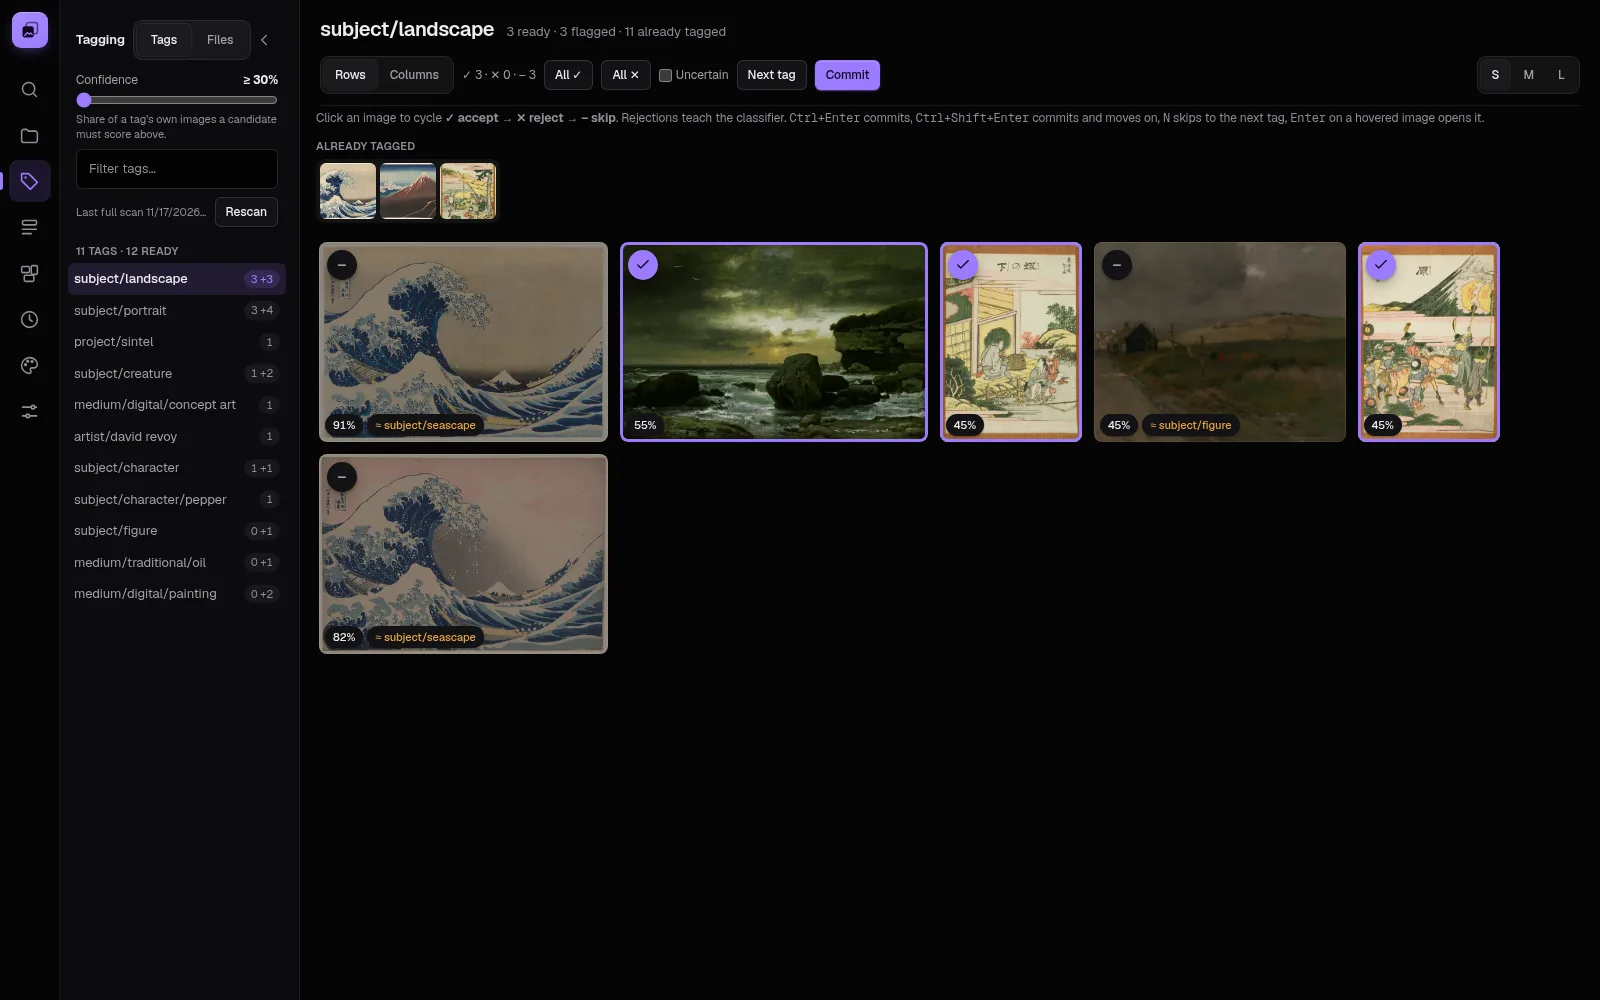 Tagging
Tags
Files
Confidence
≥ 30%
Share of a tag's own images a candidate
must score above.
Filter tags…
Last full scan 11/17/2026…
Rescan
11 TAGS · 12 READY
subject/landscape 3 +3
subject/portrait 3 +4
project/sintel 1
subject/creature 1 +2
medium/digital/concept art 1
artist/david revoy 1
subject/character 1 +1
subject/character/pepper 1
subject/figure 0 +1
medium/traditional/oil 0 +1
medium/digital/painting 0 +2
subject/landscape 3 ready · 3 flagged · 11 already tagged
Rows
Columns
✓ 3 · ✕ 0 · – 3
All ✓
All ✕
Uncertain
Next tag
Commit
S
M
L
Click an image to cycle ✓ accept → ✕ reject → – skip. Rejections teach the classifier. Ctrl+Enter commits, Ctrl+Shift+Enter commits and moves on, N skips to the next tag, Enter on a hovered image opens it.
ALREADY TAGGED
91%
≈ subject/seascape
55%
45%
45%
≈ subject/figure
45%
82%
≈ subject/seascape